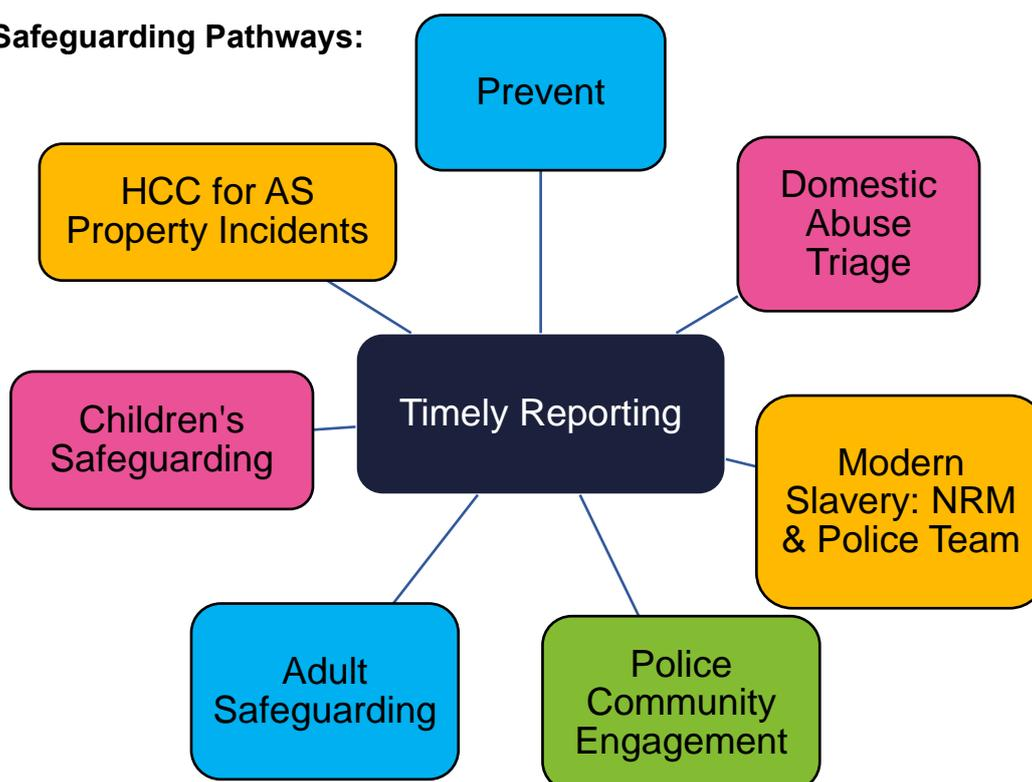 Safeguarding Pathways:
Prevent
HCC for AS
Property Incidents
Domestic
Abuse
Triage
Timely Reporting
Children's
Safeguarding
Modern
Slavery: NRM
& Police Team
Adult
Safeguarding
Police
Community
Engagement